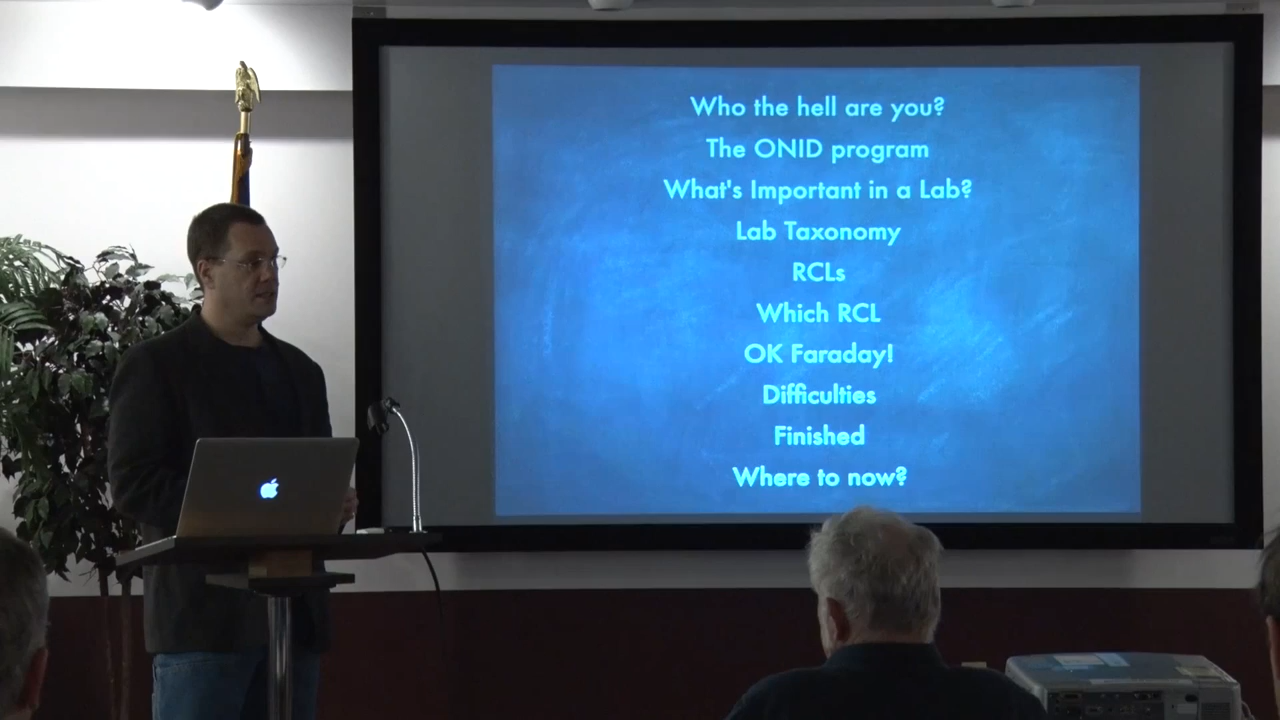 Who the hell are you?
The ONID program
What's Important in a Lab?
Lab Taxonomy
RCLs
Which RCL
OK Faraday!
Difficulties
Finished
Where to now?